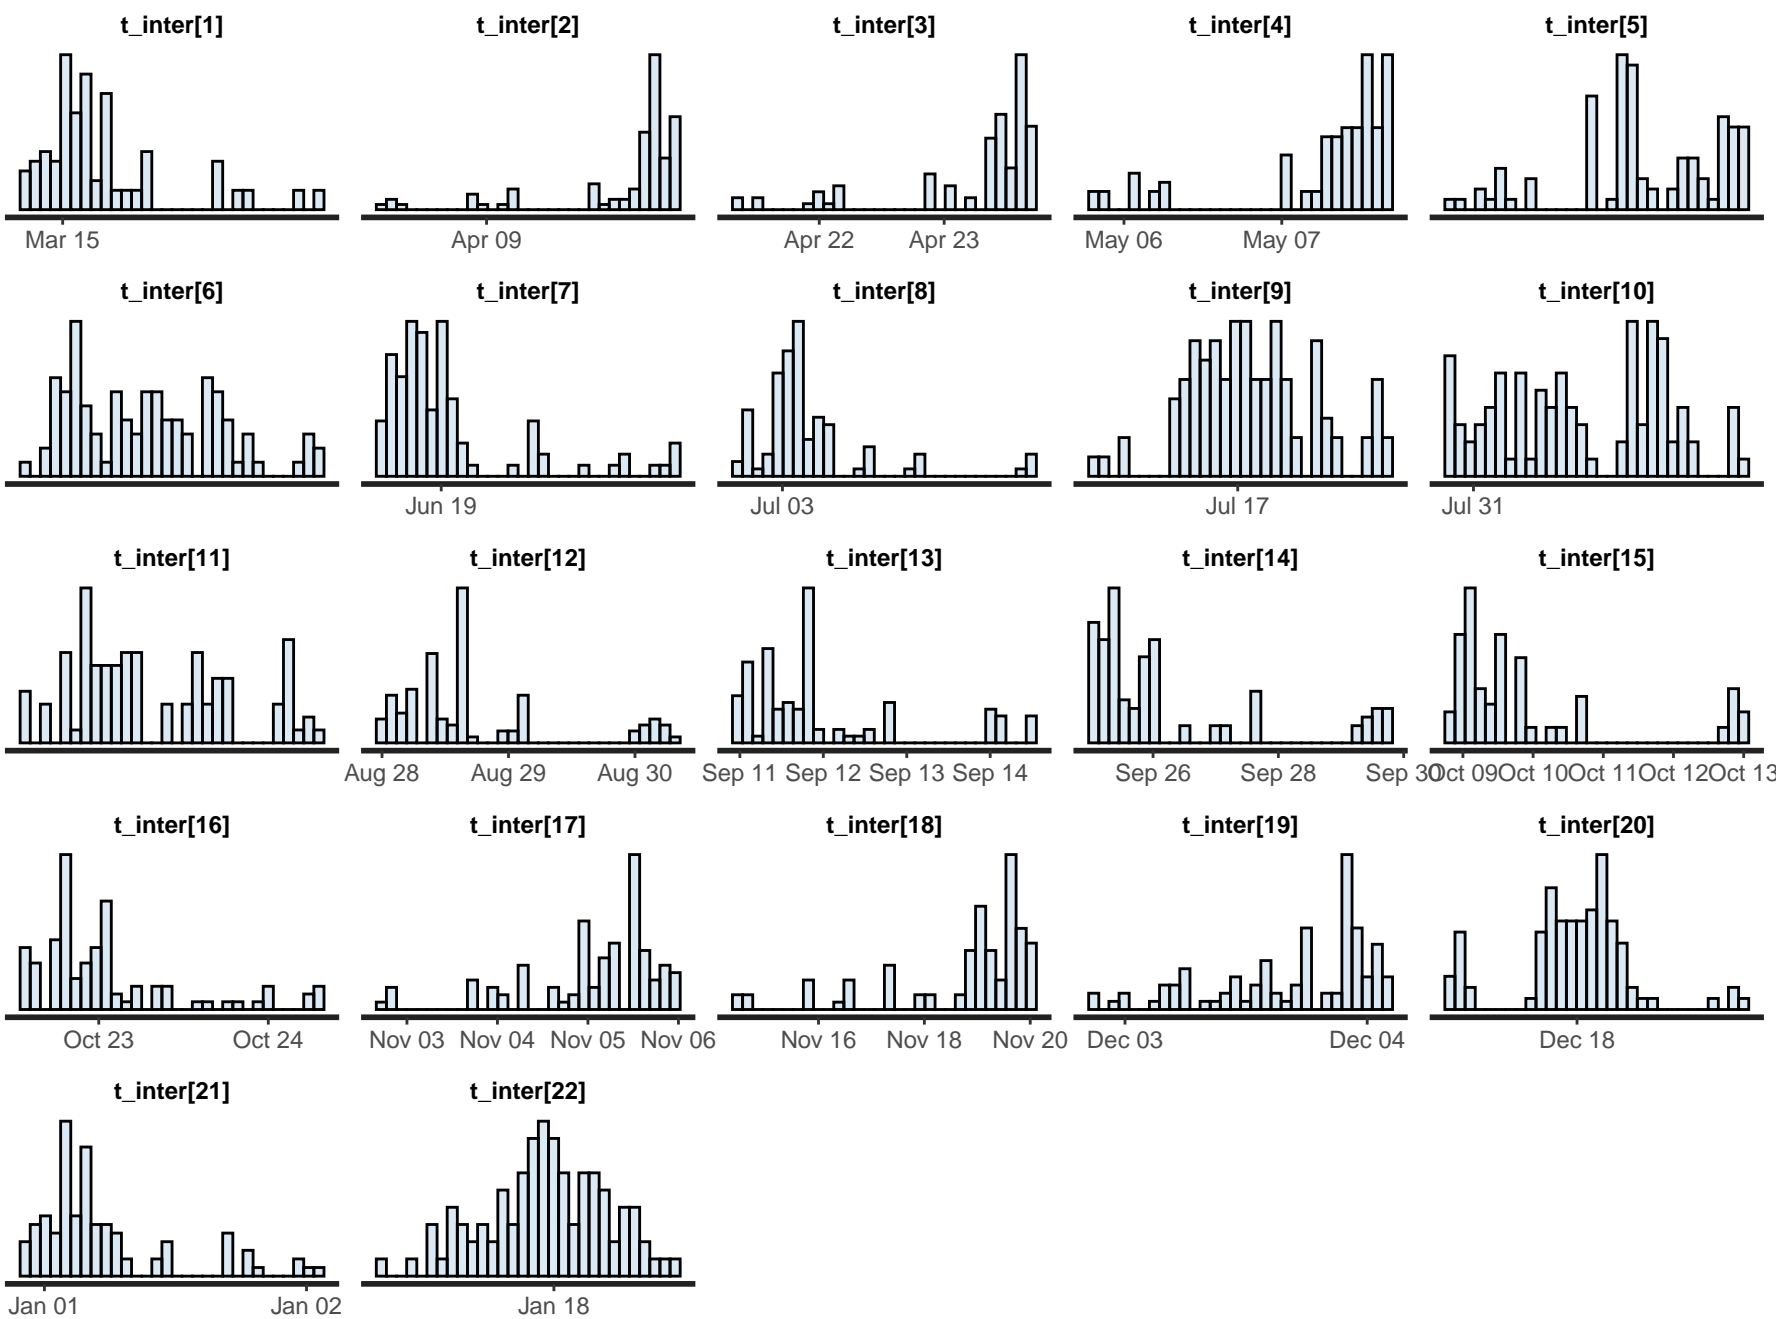 t_inter[1] t_inter[2] t_inter[3] t_inter[4] t_inter[5]
Mar 15 Apr 09 Apr 22 Apr 23 May 06 May 07
t_inter[6] t_inter[7] t_inter[8] t_inter[9] t_inter[10]
Jun 19 Jul 03 Jul 17 Jul 31
t_inter[11] t_inter[12] t_inter[13] t_inter[14] t_inter[15]
Aug 28 Aug 29 Aug 30 Sep 11 Sep 12 Sep 13 Sep 14 Sep 26 Sep 28 Sep 30 Oct 09 Oct 10 Oct 11 Oct 12 Oct 13
t_inter[16] t_inter[17] t_inter[18] t_inter[19] t_inter[20]
Oct 23 Oct 24 Nov 03 Nov 04 Nov 05 Nov 06 Nov 16 Nov 18 Nov 20 Dec 03 Dec 04 Dec 18
t_inter[21] t_inter[22]
Jan 01 Jan 02 Jan 18